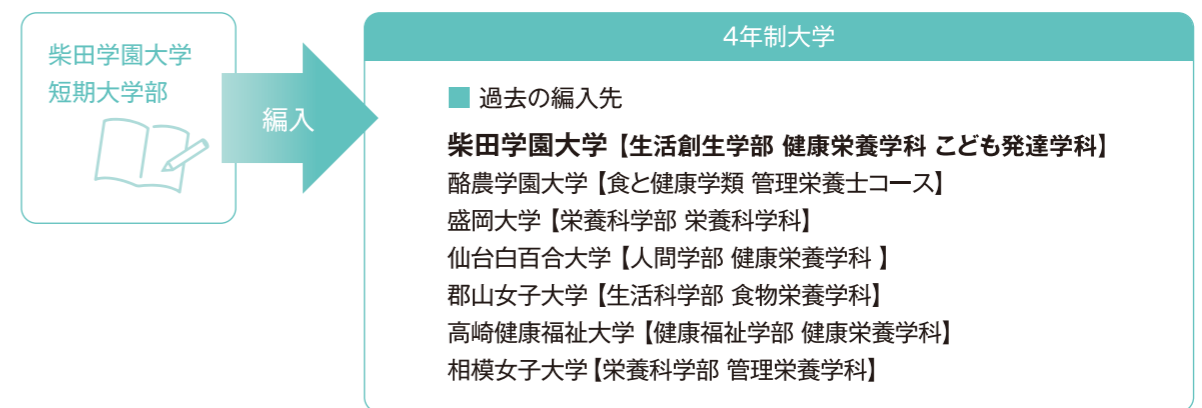 柴田学園大学
短期大学部
編入
4年制大学
■ 過去の編入先
柴田学園大学【生活創生学部 健康栄養学科 こども発達学科】
酪農学園大学【食と健康学類 管理栄養士コース】
盛岡大学【栄養科学部 栄養科学科】
仙台白百合大学【人間学部 健康栄養学科 】
郡山女子大学【生活科学部 食物栄養学科】
高崎健康福祉大学【健康福祉学部 健康栄養学科】
相模女子大学【栄養科学部 管理栄養学科】